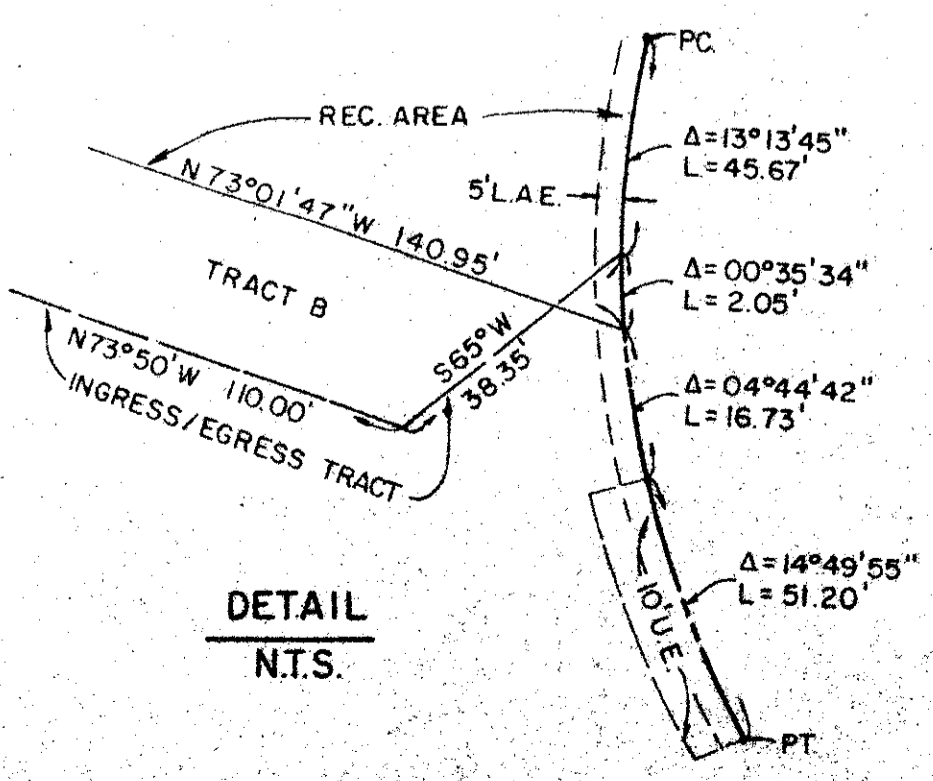 PC.
REC. AREA
Δ=13°13'45"
L=45.67'
N 73°01'47"W 140.95'
5'L.A.E.
TRACT B
Δ=00°35'34"
L=2.05'
S65°W
38.35'
N73°50'W 110.00'
INGRESS/EGRESS TRACT
Δ=04°44'42"
L=16.73'
Δ=14°49'55"
L=51.20'
10'U.E.
DETAIL
N.T.S.
PT.